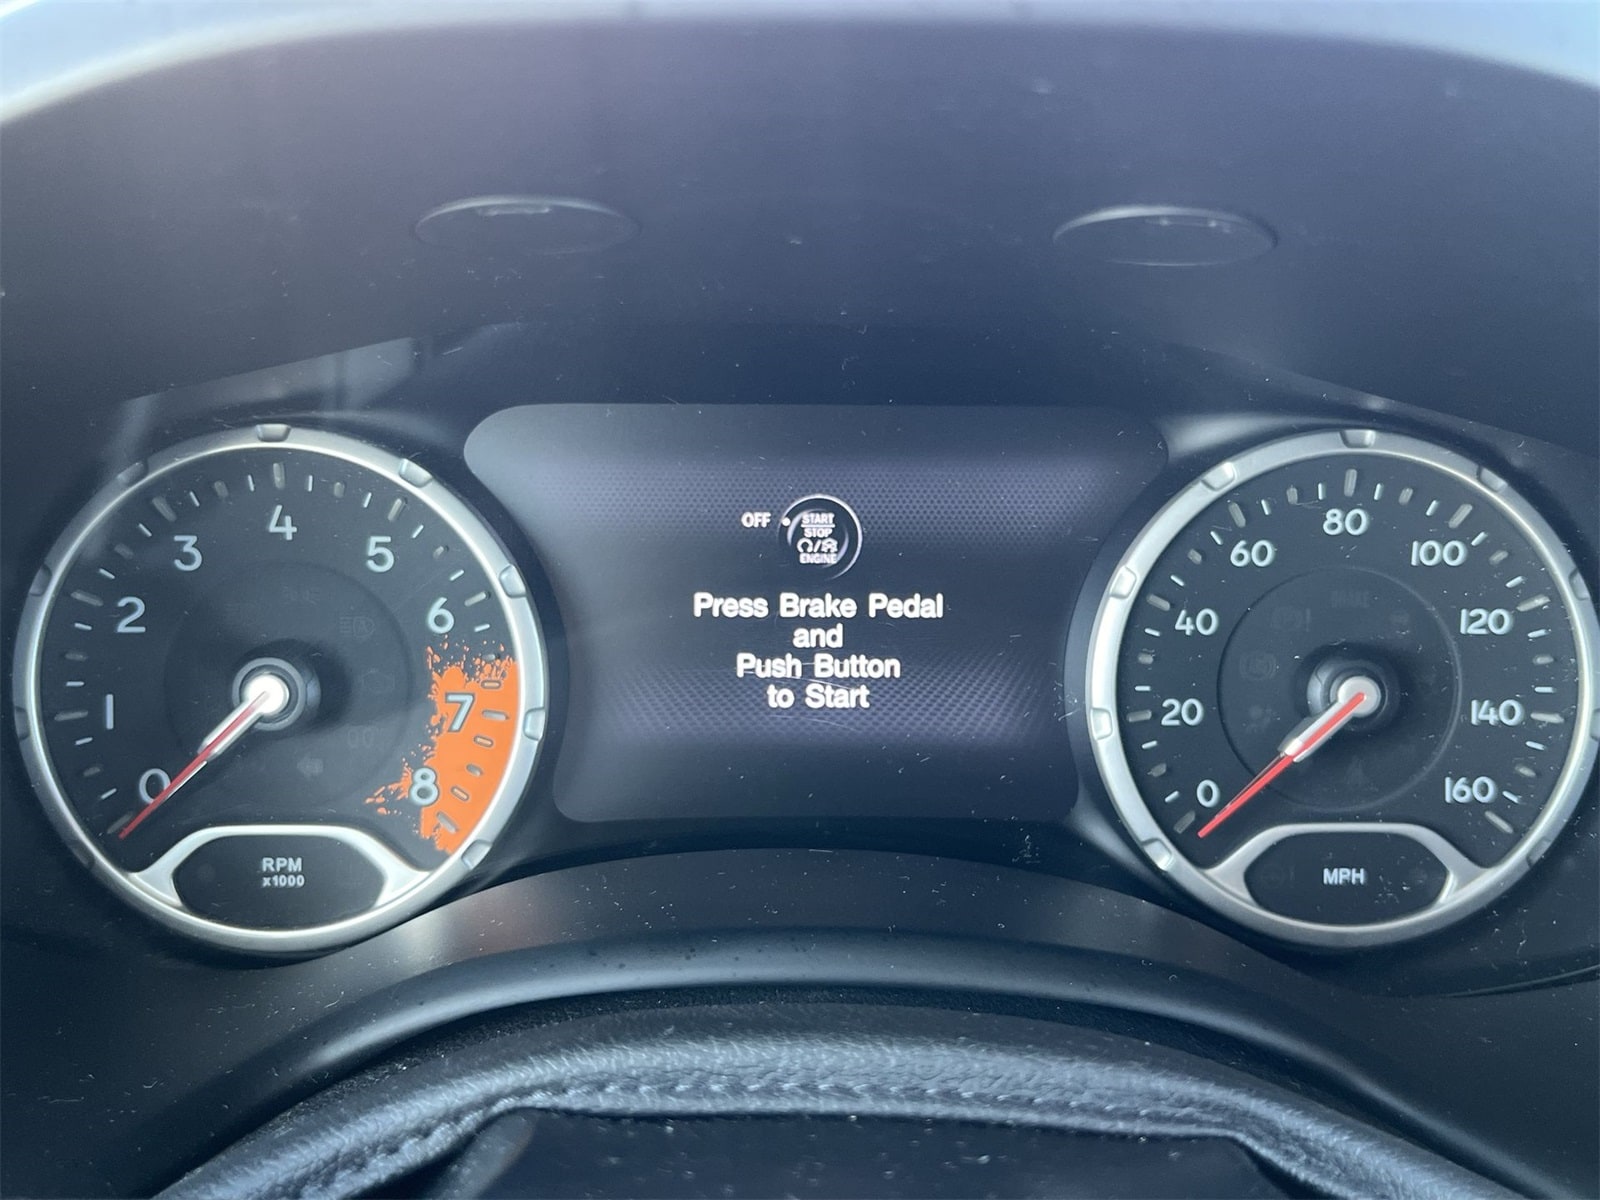 OFF
START
STOP
ENGINE
Press Brake Pedal
and
Push Button
to Start
0
1
2
3
4
5
6
7
8
RPM
x1000
0
20
40
60
80
100
120
140
160
MPH